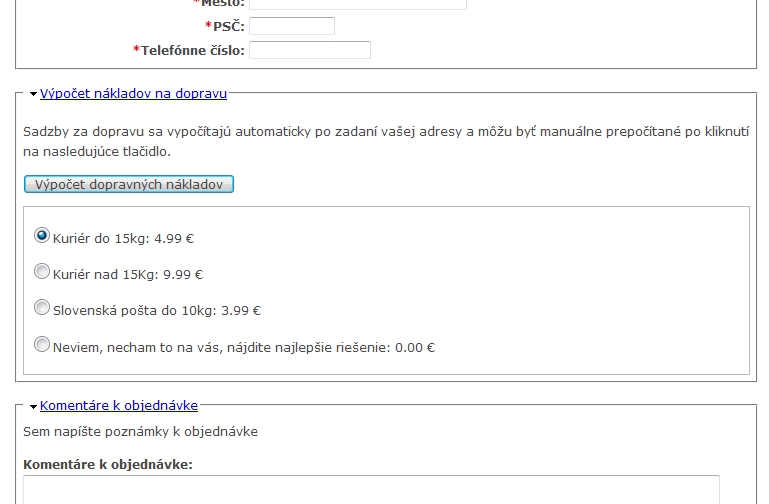 *Mesto:
*PSČ:
*Telefónne číslo:
Výpočet nákladov na dopravu
Sadzby za dopravu sa vypočítajú automaticky po zadaní vašej adresy a môžu byť manuálne prepočítané po kliknutí
na nasledujúce tlačidlo.
Výpočet dopravných nákladov
Kuriér do 15kg: 4.99 €
Kuriér nad 15Kg: 9.99 €
Slovenská pošta do 10kg: 3.99 €
Neviem, necham to na vás, nájdite najlepšie riešenie: 0.00 €
Komentáre k objednávke
Sem napíšte poznámky k objednávke
Komentáre k objednávke: